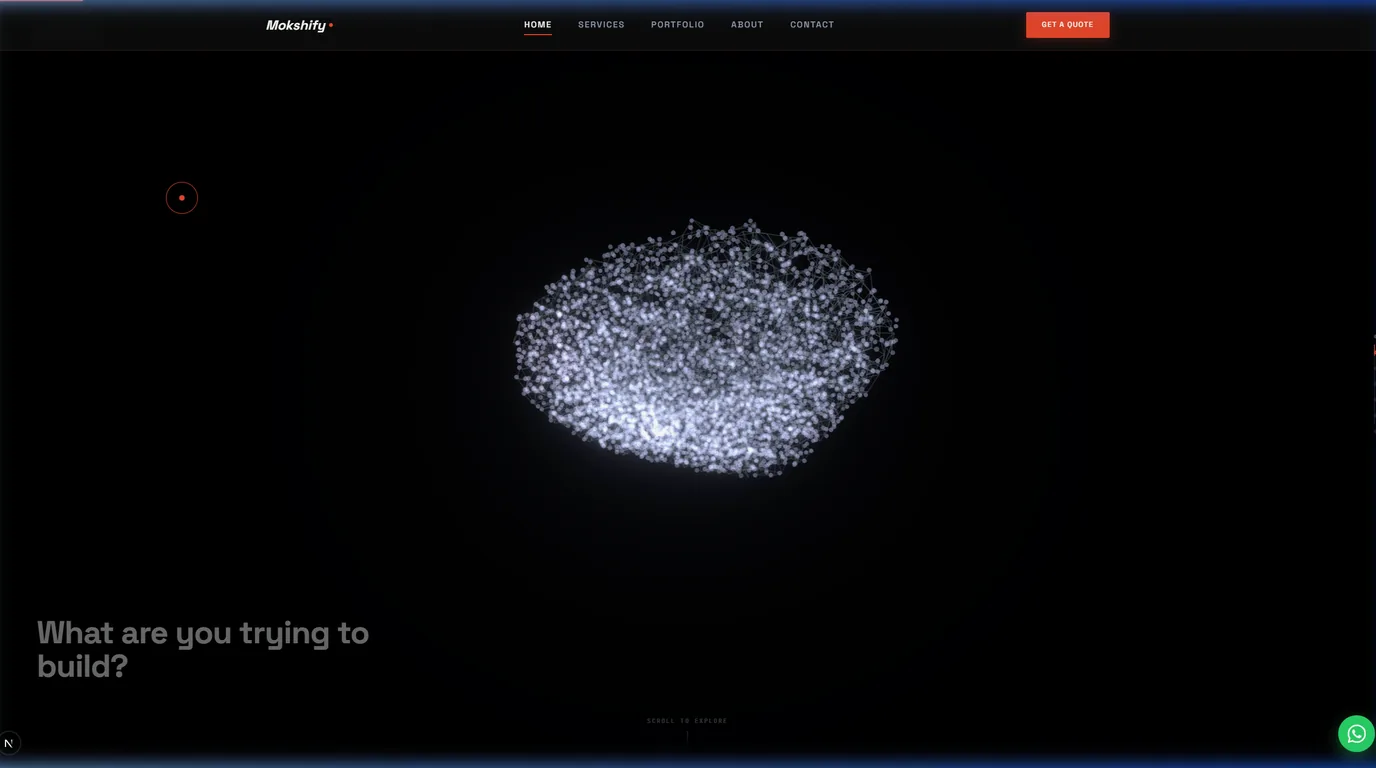 Mokshify
HOME
SERVICES
PORTFOLIO
ABOUT
CONTACT
GET A QUOTE
What are you trying to
build?
SCROLL TO EXPLORE
N